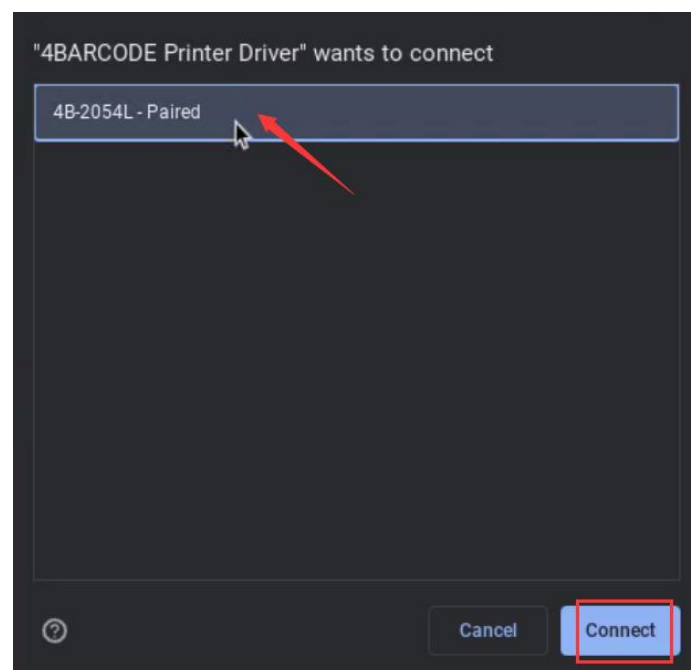 "4BARCODE Printer Driver" wants to connect
4B-2054L - Paired
Cancel
Connect